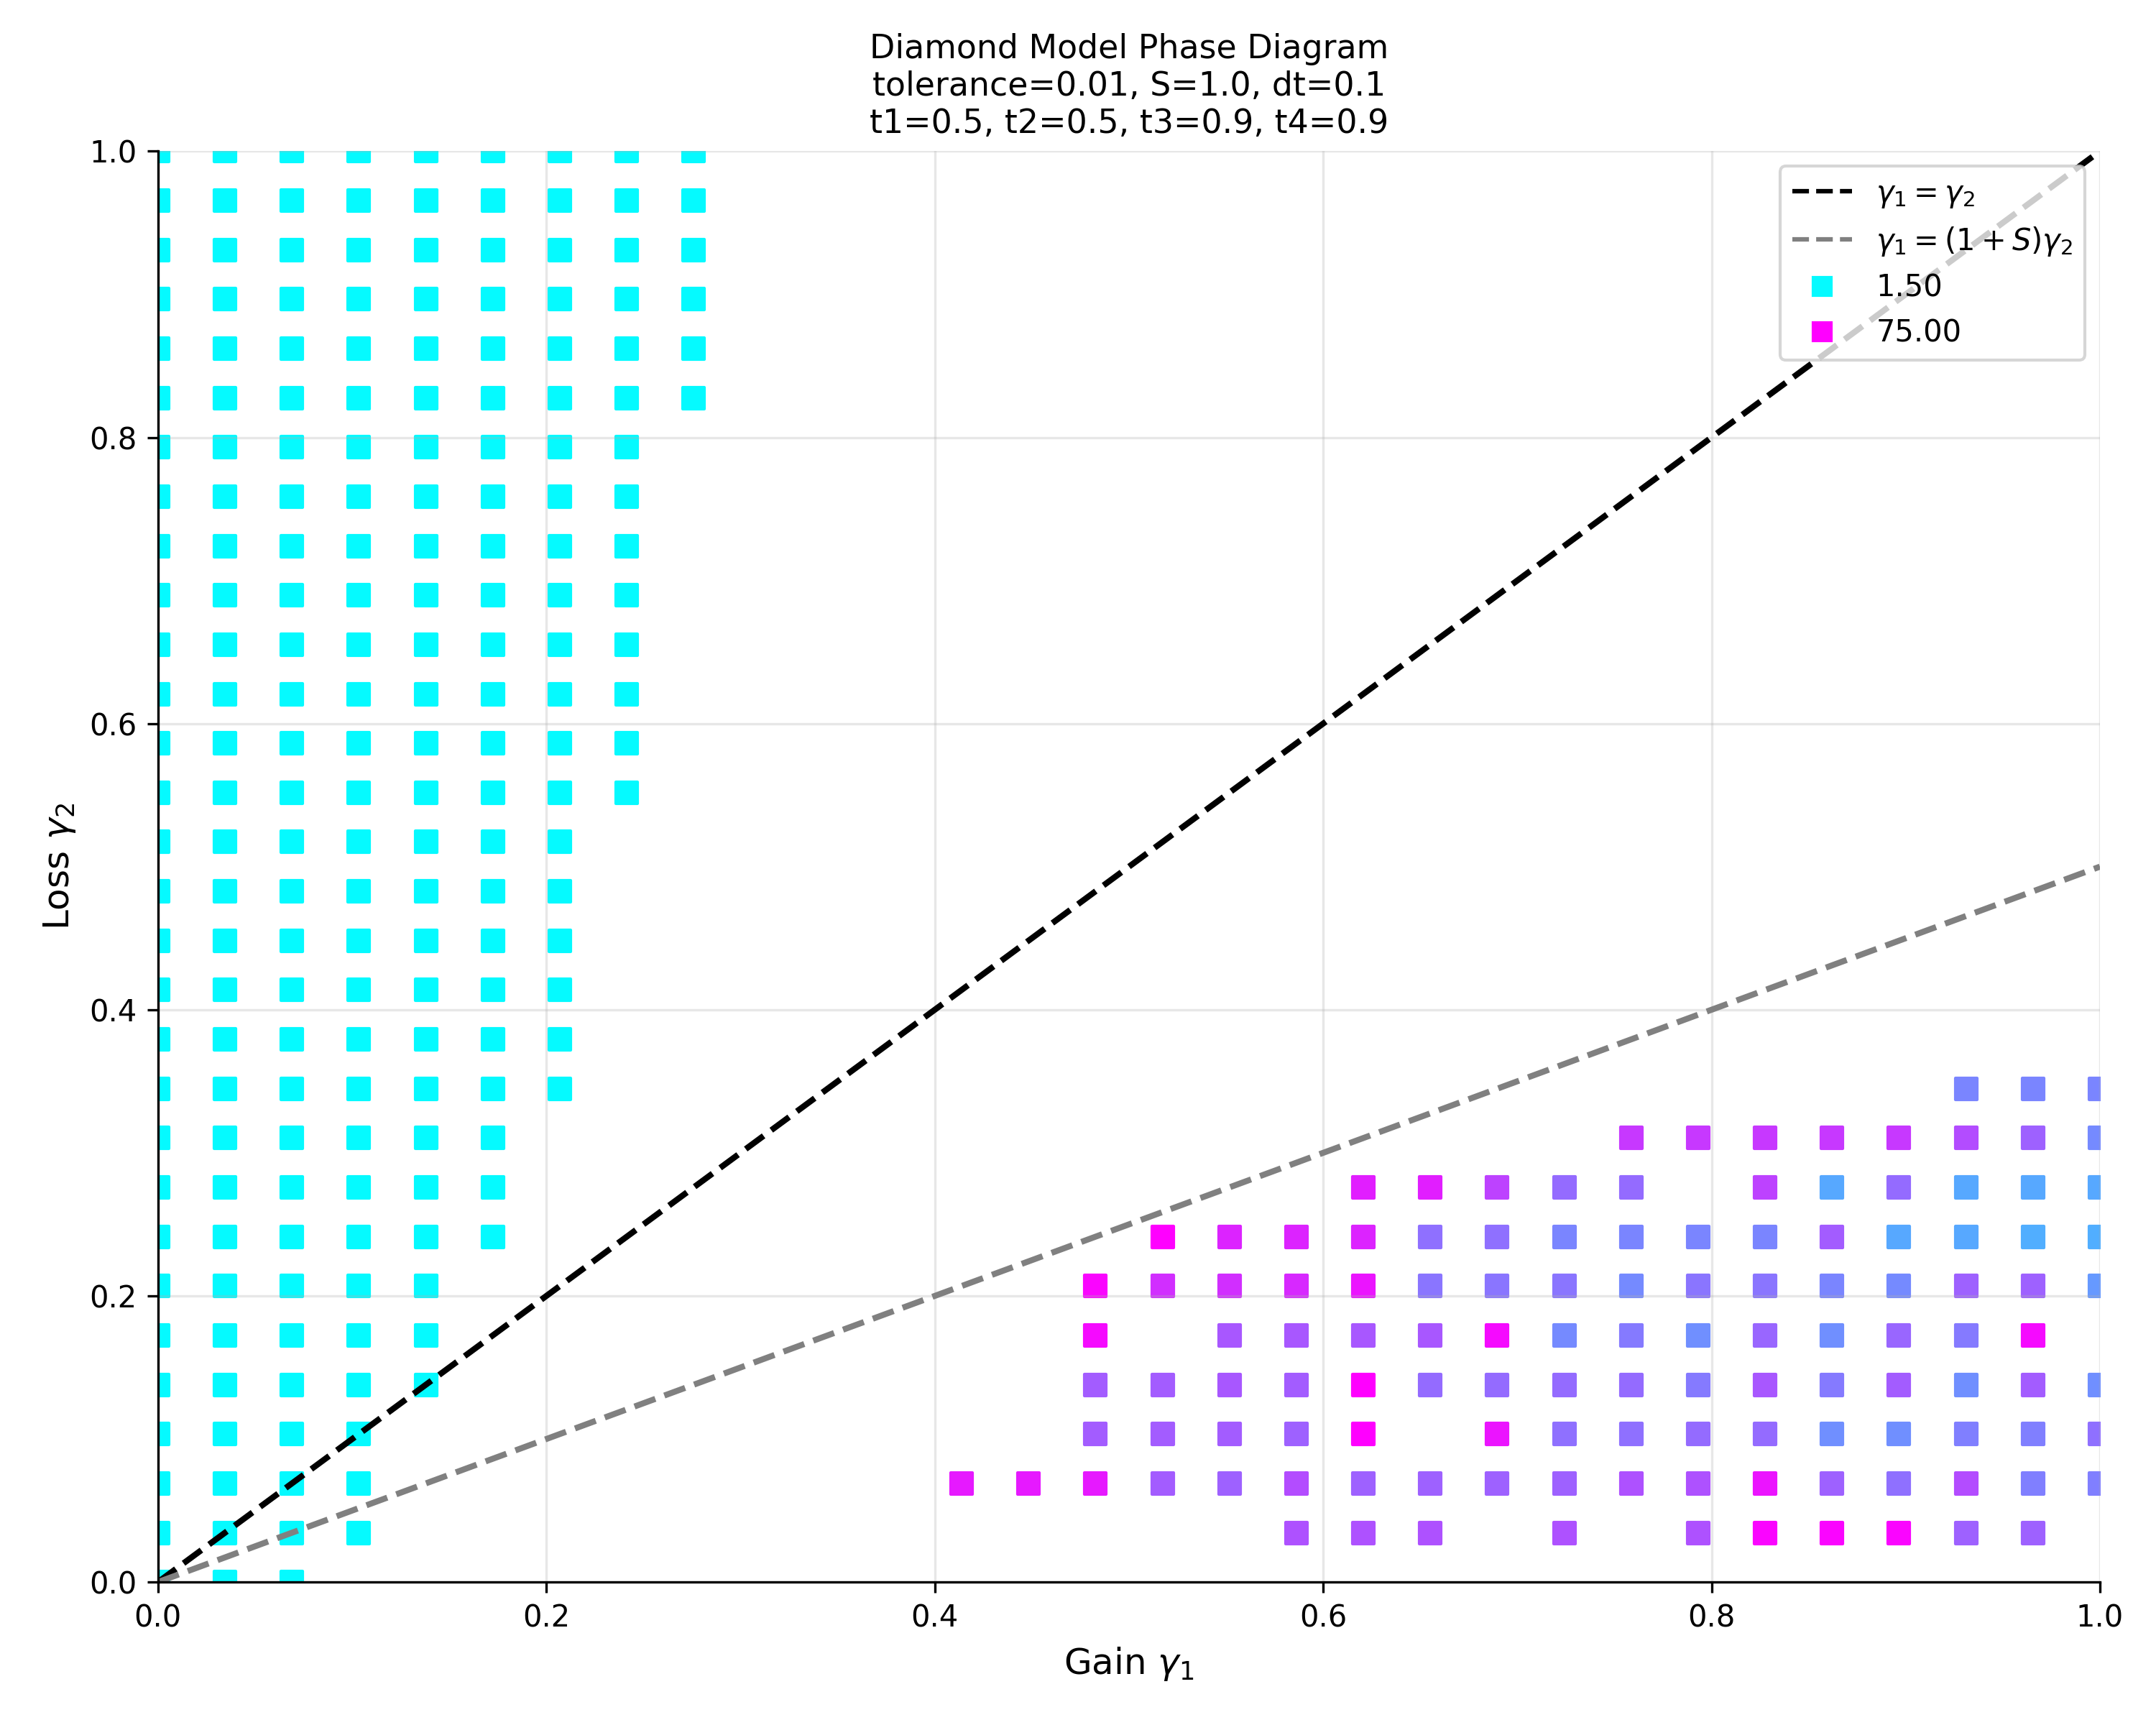 Diamond Model Phase Diagram
tolerance=0.01, S=1.0, dt=0.1
t1=0.5, t2=0.5, t3=0.9, t4=0.9
1.0
0.8
0.6
0.4
0.2
0.0
Loss γ₂
γ₁ = γ₂
γ₁ = (1 + S)γ₂
1.50
75.00
0.0 0.2 0.4 0.6 0.8 1.0
Gain γ₁